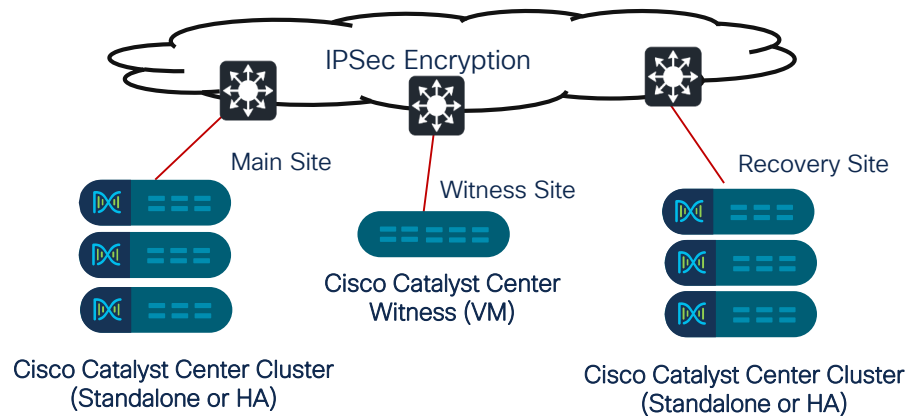 IPSec Encryption
Main Site
Witness Site
Recovery Site
Cisco Catalyst Center
Witness (VM)
Cisco Catalyst Center Cluster
(Standalone or HA)
Cisco Catalyst Center Cluster
(Standalone or HA)